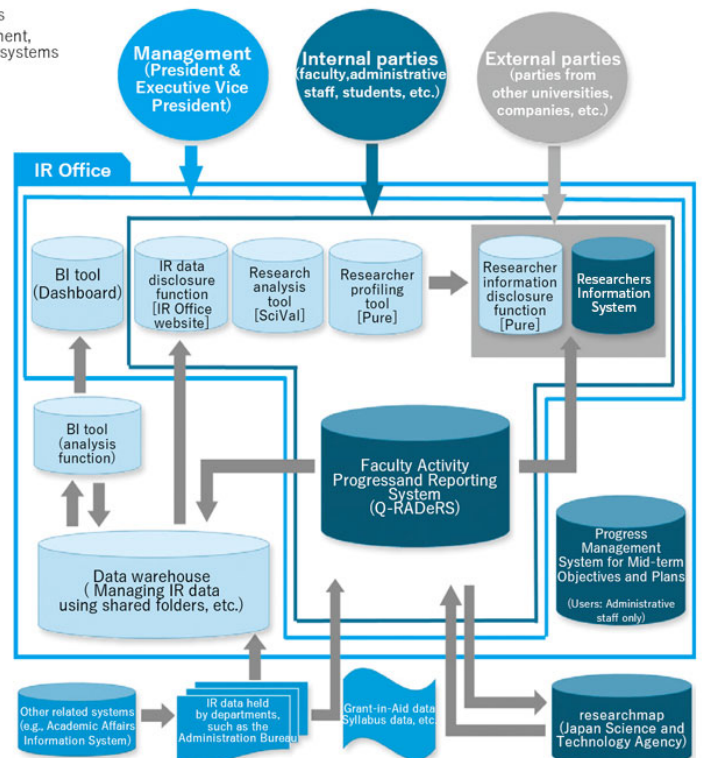 ment,
systems
Management
(President &
Executive Vice
President)
Internal parties
(faculty,administrative
staff, students, etc.)
External parties
(parties from
other universities,
companies, etc.)
IR Office
BI tool
(Dashboard)
IR data
disclosure
function
[IR Office
website]
Research
analysis
tool
[SciVal]
Researcher
profiling
tool
[Pure]
Researcher
information
disclosure
function
[Pure]
Researchers
Information
System
BI tool
(analysis
function)
Faculty Activity
Progressand Reporting
System
(Q-RADeRS)
Data warehouse
( Managing IR data
using shared folders, etc.)
Progress
Management
System for Mid-term
Objectives and Plans
(Users: Administrative
staff only)
Other related systems
(e.g., Academic Affairs
Information System)
IR data held
by departments,
such as the
Administration Bureau
Grant-in-Aid data
Syllabus data, etc.
researchmap
(Japan Science and
Technology Agency)